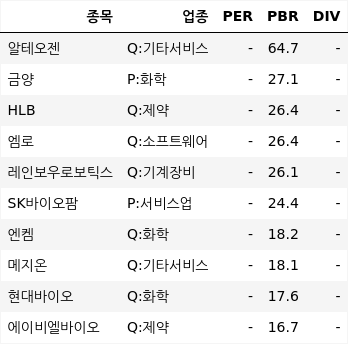 종목 업종 PER PBR DIV
알테오젠 Q:기타서비스 - 64.7 -
금양 P:화학 - 27.1 -
HLB Q:제약 - 26.4 -
엠로 Q:소프트웨어 - 26.4 -
레인보우로보틱스 Q:기계장비 - 26.1 -
SK바이오팜 P:서비스업 - 24.4 -
엔켐 Q:화학 - 18.2 -
메지온 Q:기타서비스 - 18.1 -
현대바이오 Q:화학 - 17.6 -
에이비엘바이오 Q:제약 - 16.7 -